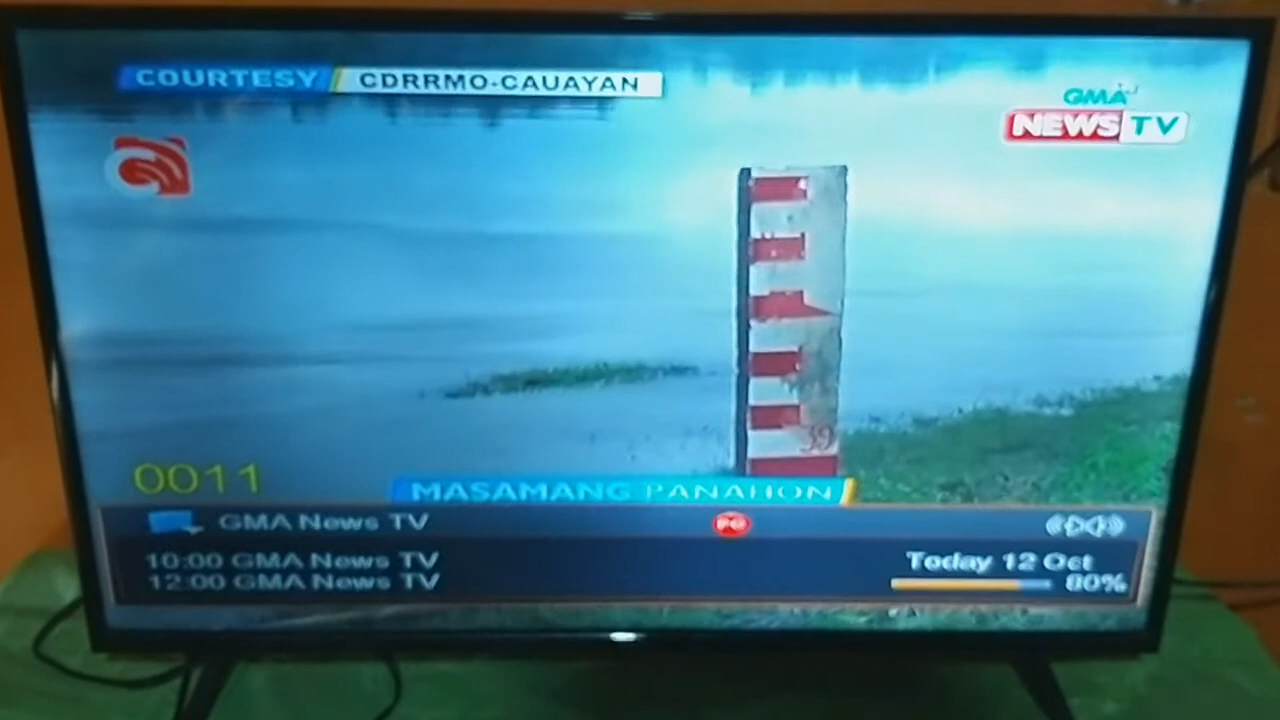 COURTESY CDRRMO-CAUAYAN
GMA
NEWS TV
39
0011
MASAMANG PANAHON
GMA News TV PG
10:00 GMA News TV Today 12 Oct
12:00 GMA News TV 80%